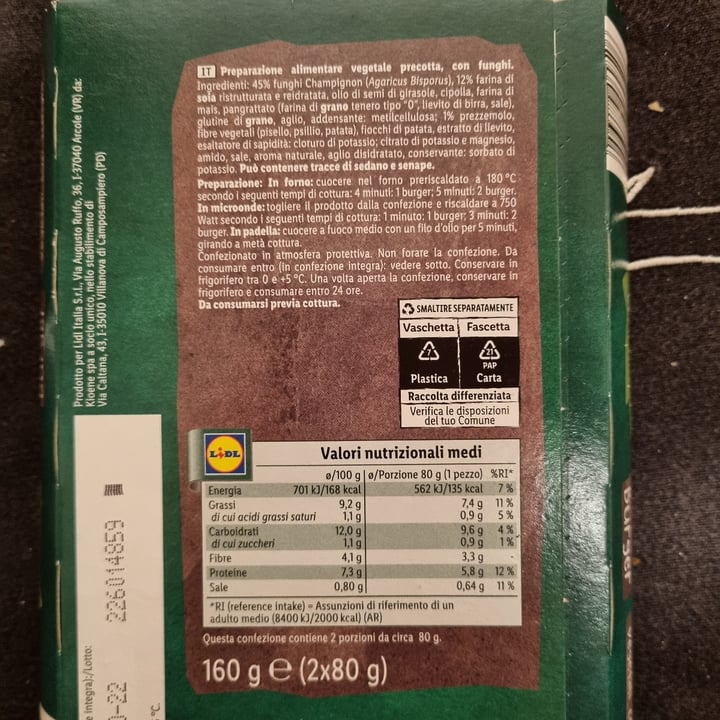 IT Preparazione alimentare vegetale precotta, con funghi.
Ingredienti: 45% funghi Champignon (Agaricus Bisporus), 12% farina di
soia ristrutturata e reidratata, olio di semi di girasole, cipolla, farina di
mais, pangrattato (farina di grano tenero tipo "0", lievito di birra, sale),
glutine di grano, aglio, addensante: metilcellulosa; 1% prezzemolo,
fibre vegetali (pisello, psillio, patata), fiocchi di patata, estratto di lievito,
esaltatore di sapidità: cloruro di potassio; citrato di potassio e magnesio,
amido, sale, aroma naturale, aglio disidratato, conservante: sorbato di
potassio. Può contenere tracce di sedano e senape.
Preparazione: In forno: cuocere nel forno preriscaldato a 180 °C
secondo i seguenti tempi di cottura: 4 minuti: 1 burger; 5 minuti: 2 burger.
In microonde: togliere il prodotto dalla confezione e riscaldare a 750
Watt secondo i seguenti tempi di cottura: 1 minuto: 1 burger; 3 minuti: 2
burger. In padella: cuocere a fuoco medio con un filo d'olio per 5 minuti,
girando a metà cottura.
Confezionato in atmosfera protettiva. Non forare la confezione. Da
consumare entro (in confezione integra): vedere sotto. Conservare in
frigorifero tra 0 e +5 °C. Una volta aperta la confezione, conservare in
frigorifero e consumare entro 24 ore.
Da consumarsi previa cottura.
SMALTIRE SEPARATAMENTE
Vaschetta Fascetta
7 21
PAP
Plastica Carta
Raccolta differenziata
Verifica le disposizioni
del tuo Comune
LIDL
Valori nutrizionali medi
ø/100 g ø/Porzione 80 g (1 pezzo) %RI*
Energia 701 kJ/168 kcal 562 kJ/135 kcal 7 %
Grassi 9,2 g 7,4 g 11 %
di cui acidi grassi saturi 1,1 g 0,9 g 5 %
Carboidrati 12,0 g 9,6 g 4 %
di cui zuccheri 1,1 g 0,9 g 1 %
Fibre 4,1 g 3,3 g -
Proteine 7,3 g 5,8 g 12 %
Sale 0,80 g 0,64 g 11 %
*RI (reference intake) = Assunzioni di riferimento di un
adulto medio (8400 kJ/2000 kcal) (AR)
Questa confezione contiene 2 porzioni da circa 80 g.
160 g e (2x80 g)
Prodotto per Lidl Italia S.r.l., Via Augusto Ruffo, 36, I-37040 Arcole (VR) da:
Kioene spa a socio unico, nello stabilimento di
Via Caltana, 43, I-35010 Villanova di Camposampiero (PD)
226014859
e integra):/Lotto:
-22
°C.
Burger